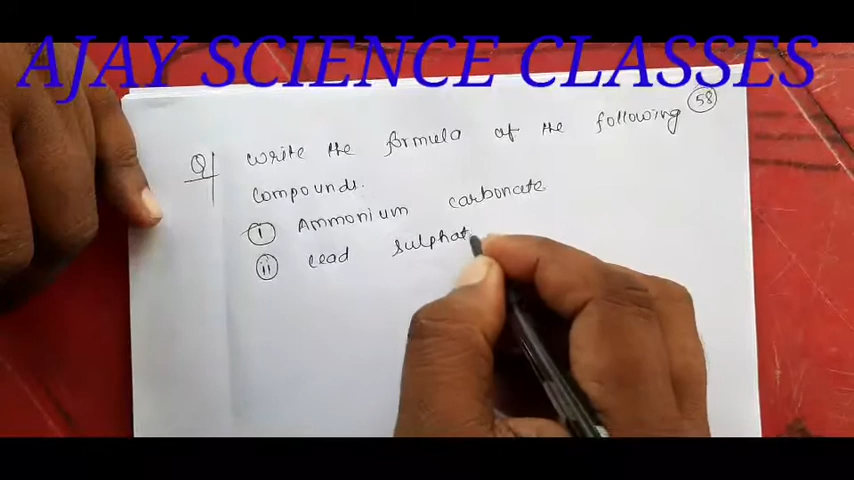 AJAY SCIENCE CLASSES
58
Q Write the formula of the following
Compounds.
(i) Ammonium carbonate
(ii) Lead sulphat